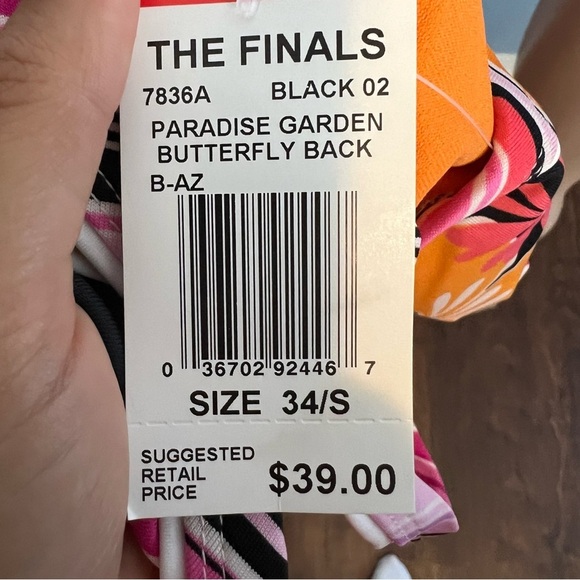 THE FINALS
7836A BLACK 02
PARADISE GARDEN
BUTTERFLY BACK
B-AZ
0 36702 92446 7
SIZE 34/S
SUGGESTED
RETAIL
PRICE $39.00